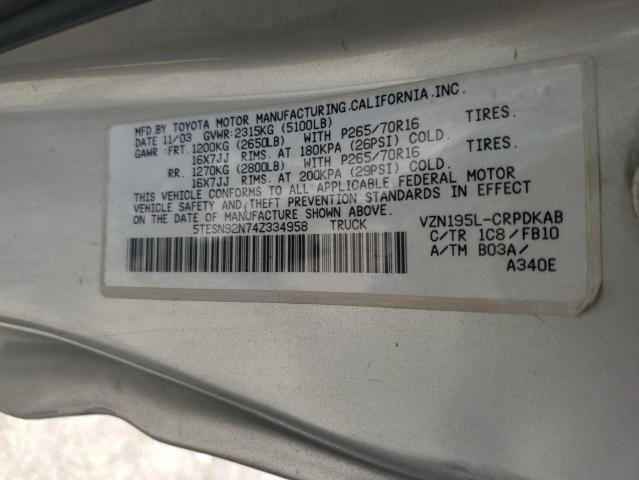 MFD.BY TOYOTA MOTOR MANUFACTURING.CALIFORNIA.INC.
DATE 11/03 GVWR:2315KG (5100LB)
GAWR:FRT.1200KG (2650LB) WITH P265/70R16 TIRES.
16X7JJ RIMS. AT 180KPA (26PSI) COLD.
RR. 1270KG (2800LB) WITH P265/70R16 TIRES.
16X7JJ RIMS. AT 200KPA (29PSI) COLD.
THIS VEHICLE CONFORMS TO ALL APPLICABLE FEDERAL MOTOR
VEHICLE SAFETY AND THEFT PREVENTION STANDARDS IN EFFECT
ON THE DATE OF MANUFACTURE SHOWN ABOVE.
5TESN92N74Z334958 TRUCK
VZN195L-CRPDKAB
C/TR 1C8/FB10
A/TM B03A/
A340E